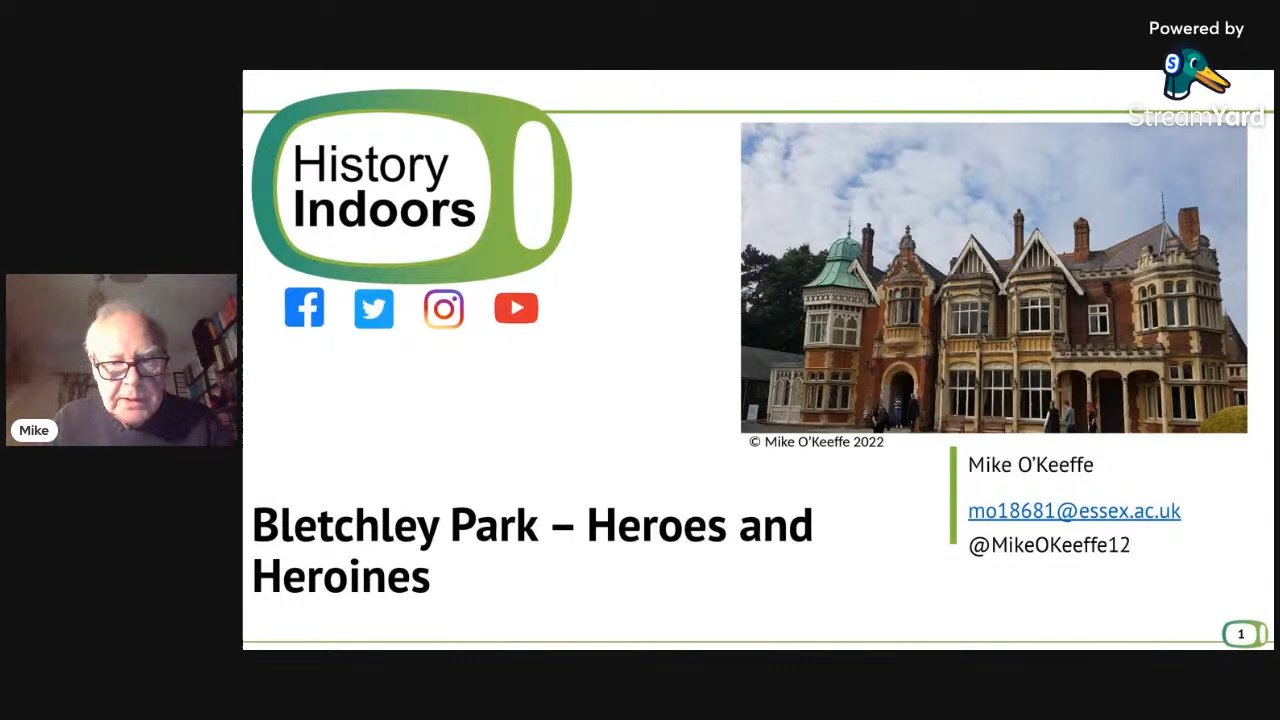 Powered by
S
StreamYard
History
Indoors
Mike
© Mike O'Keeffe 2022
Mike O'Keeffe
mo18681@essex.ac.uk
@MikeOKeeffe12
Bletchley Park – Heroes and
Heroines
1